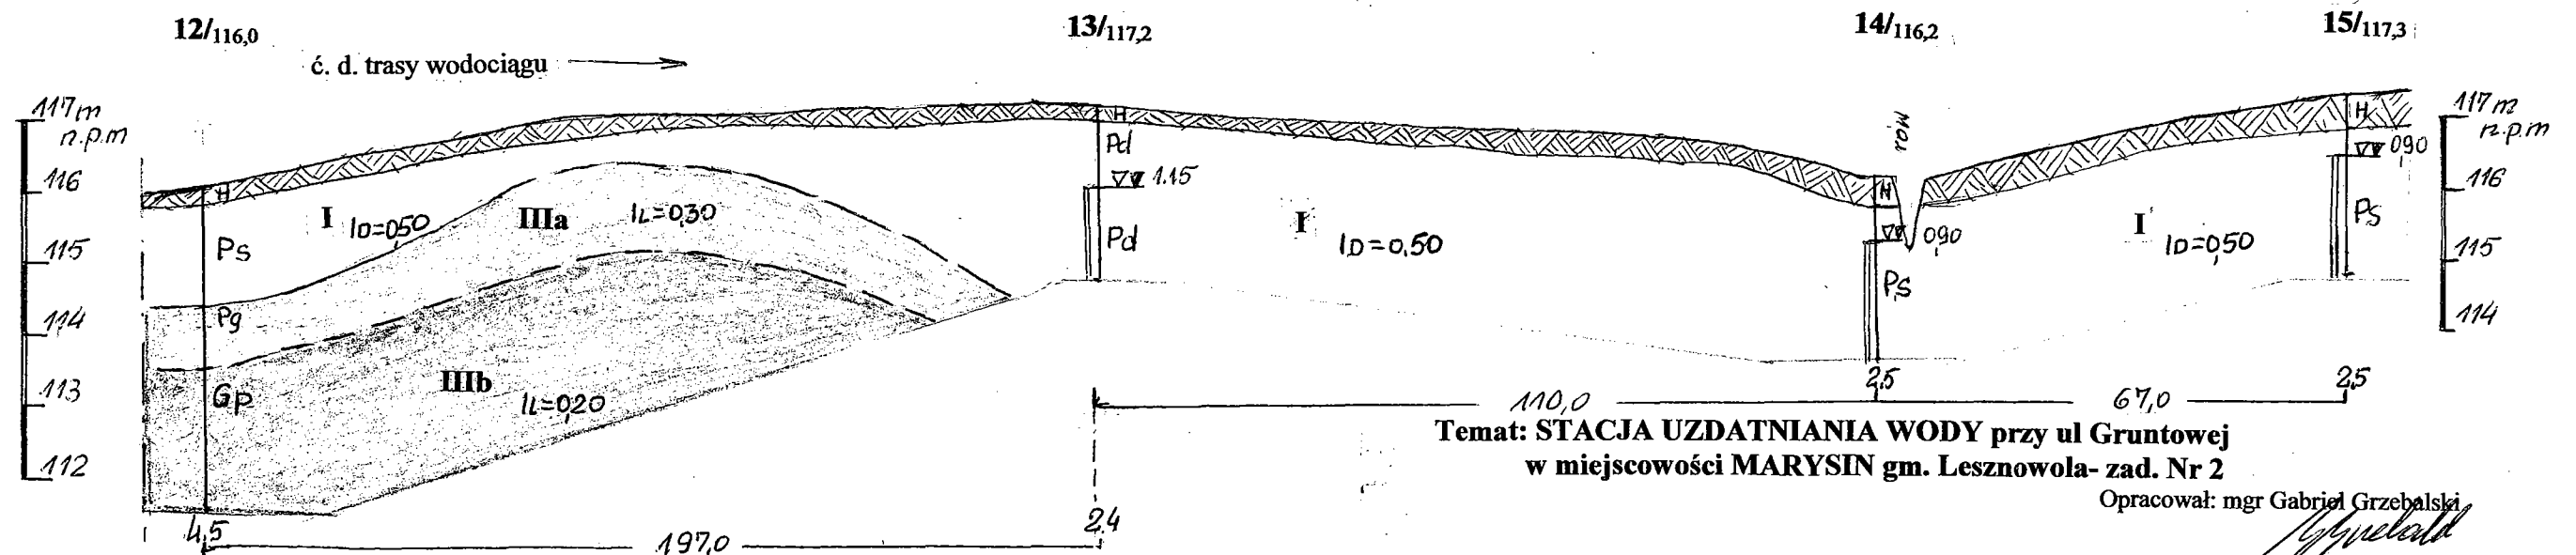 12/116,0
13/117,2
14/116,2
15/117,3
ć. d. trasy wodociągu
117 m
n.p.m
116
115
114
113
112
H
Ps
Pg
Gp
4,5
I ID=0,50
IIIa IL=0,30
IIIb
IL=0,20
197,0
H
Pd
1.15
Pd
2.4
I
ID=0,50
110,0
H
0,90
Ps
2,5
I
ID=0,50
67,0
H
0,90
Ps
2,5
117 m
n.p.m
116
115
114
Temat: STACJA UZDATNIANIA WODY przy ul Gruntowej
w miejscowości MARYSIN gm. Lesznowola- zad. Nr 2
Opracował: mgr Gabriel Grzebalski